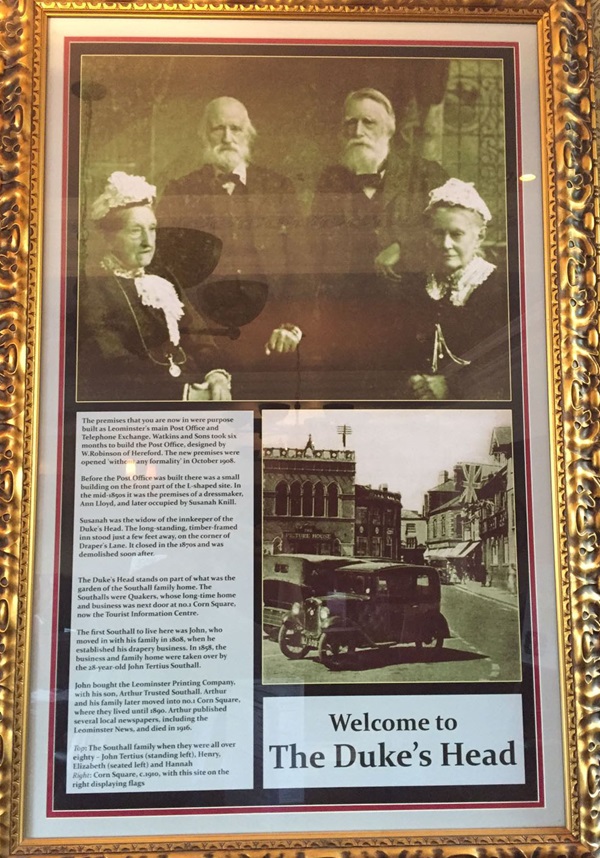 The premises that you are now in were purpose
built as Leominster's main Post Office and
Telephone Exchange. Watkins and Sons took six
months to build the Post Office, designed by
W.Robinson of Hereford. The new premises were
opened 'without any formality' in October 1908.
Before the Post Office was built there was a small
building on the front part of the L-shaped site. In
the mid-1890s it was the premises of a dressmaker,
Ann Lloyd, and later occupied by Susanah Knill.
Susanah was the widow of the innkeeper of the
Duke's Head. The long-standing, timber-framed
inn stood just a few feet away, on the corner of
Draper's Lane. It closed in the 1870s and was
demolished soon after.
The Duke's Head stands on part of what was the
garden of the Southall family home. The
Southalls were Quakers, whose long-time home
and business was next door at no.1 Corn Square,
now the Tourist Information Centre.
The first Southall to live here was John, who
moved in with his family in 1808, when he
established his drapery business. In 1858, the
business and family home were taken over by
the 28-year-old John Tertius Southall.
John bought the Leominster Printing Company,
with his son, Arthur Trusted Southall. Arthur
and his family later moved into no.1 Corn Square,
where they lived until 1890. Arthur published
several local newspapers, including the
Leominster News, and died in 1916.
Top: The Southall family when they were all over
eighty – John Tertius (standing left), Henry,
Elizabeth (seated left) and Hannah
Right: Corn Square, c.1910, with this site on the
right displaying flags
THE
PICTURE HOUSE
Welcome to
The Duke's Head